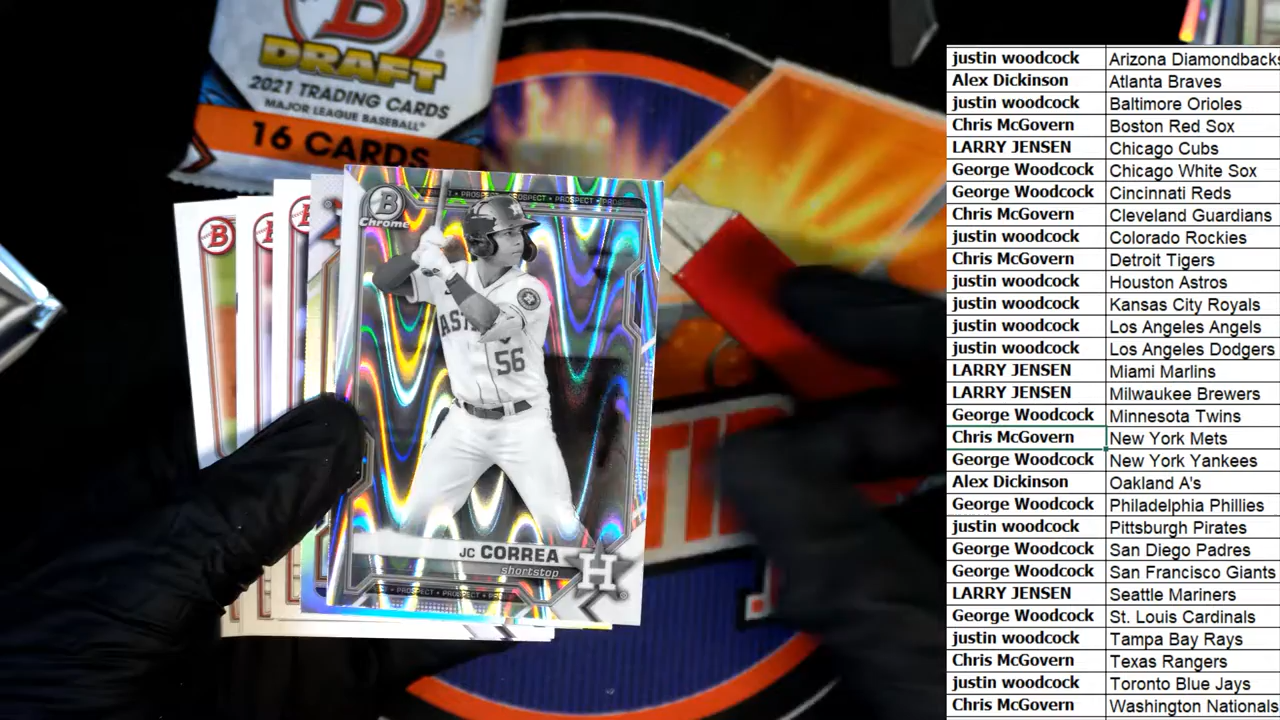 B
DRAFT
2021 TRADING CARDS
MAJOR LEAGUE BASEBALL®
16 CARDS
B
B
B
B
Chrome
PROSPECT
ASTR
56
JC CORREA
shortstop
H
PROSPECT
justin woodcock Arizona Diamondbacks
Alex Dickinson Atlanta Braves
justin woodcock Baltimore Orioles
Chris McGovern Boston Red Sox
LARRY JENSEN Chicago Cubs
George Woodcock Chicago White Sox
George Woodcock Cincinnati Reds
Chris McGovern Cleveland Guardians
justin woodcock Colorado Rockies
Chris McGovern Detroit Tigers
justin woodcock Houston Astros
justin woodcock Kansas City Royals
justin woodcock Los Angeles Angels
justin woodcock Los Angeles Dodgers
LARRY JENSEN Miami Marlins
LARRY JENSEN Milwaukee Brewers
George Woodcock Minnesota Twins
Chris McGovern New York Mets
George Woodcock New York Yankees
Alex Dickinson Oakland A's
George Woodcock Philadelphia Phillies
justin woodcock Pittsburgh Pirates
George Woodcock San Diego Padres
George Woodcock San Francisco Giants
LARRY JENSEN Seattle Mariners
George Woodcock St. Louis Cardinals
justin woodcock Tampa Bay Rays
Chris McGovern Texas Rangers
justin woodcock Toronto Blue Jays
Chris McGovern Washington Nationals